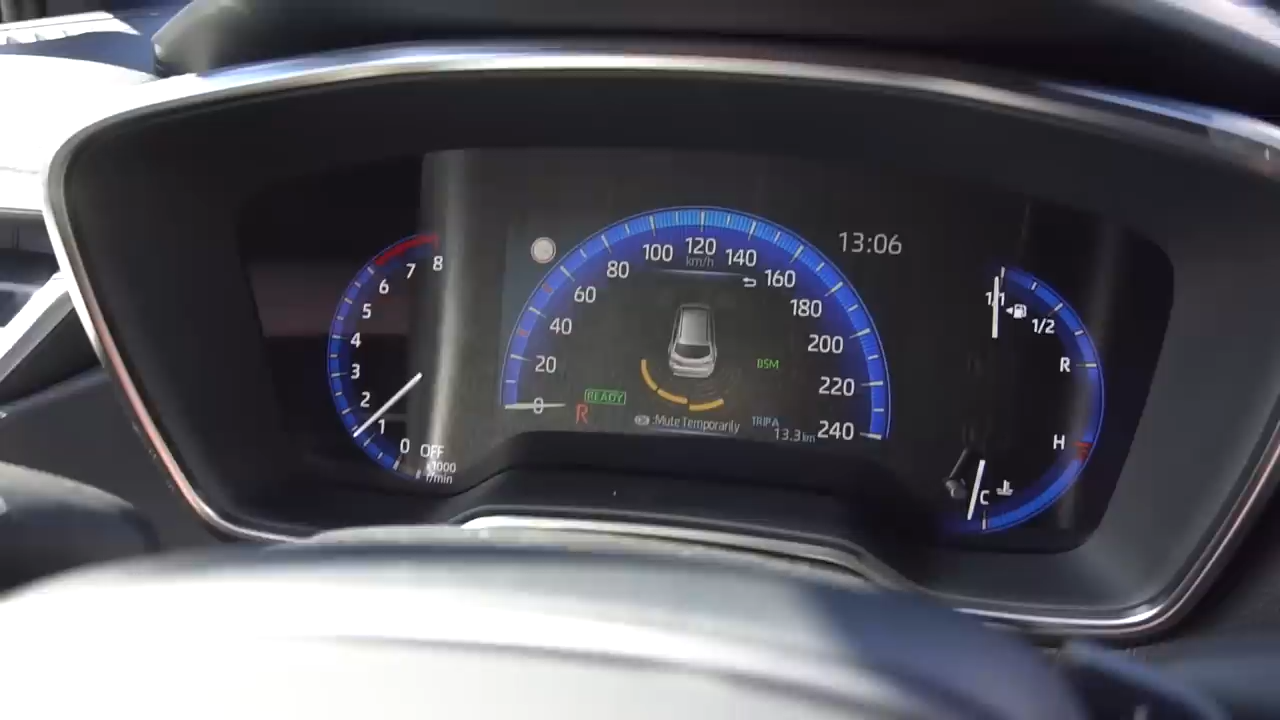 8
7
6
5
4
3
2
1
0
OFF
1000
r/min
0
20
40
60
80
100
120
140
160
180
200
220
240
km/h
13:06
BSM
READY
R
:Mute Temporarily
TRIP A
13.3 km
1/1
1/2
R
H
C